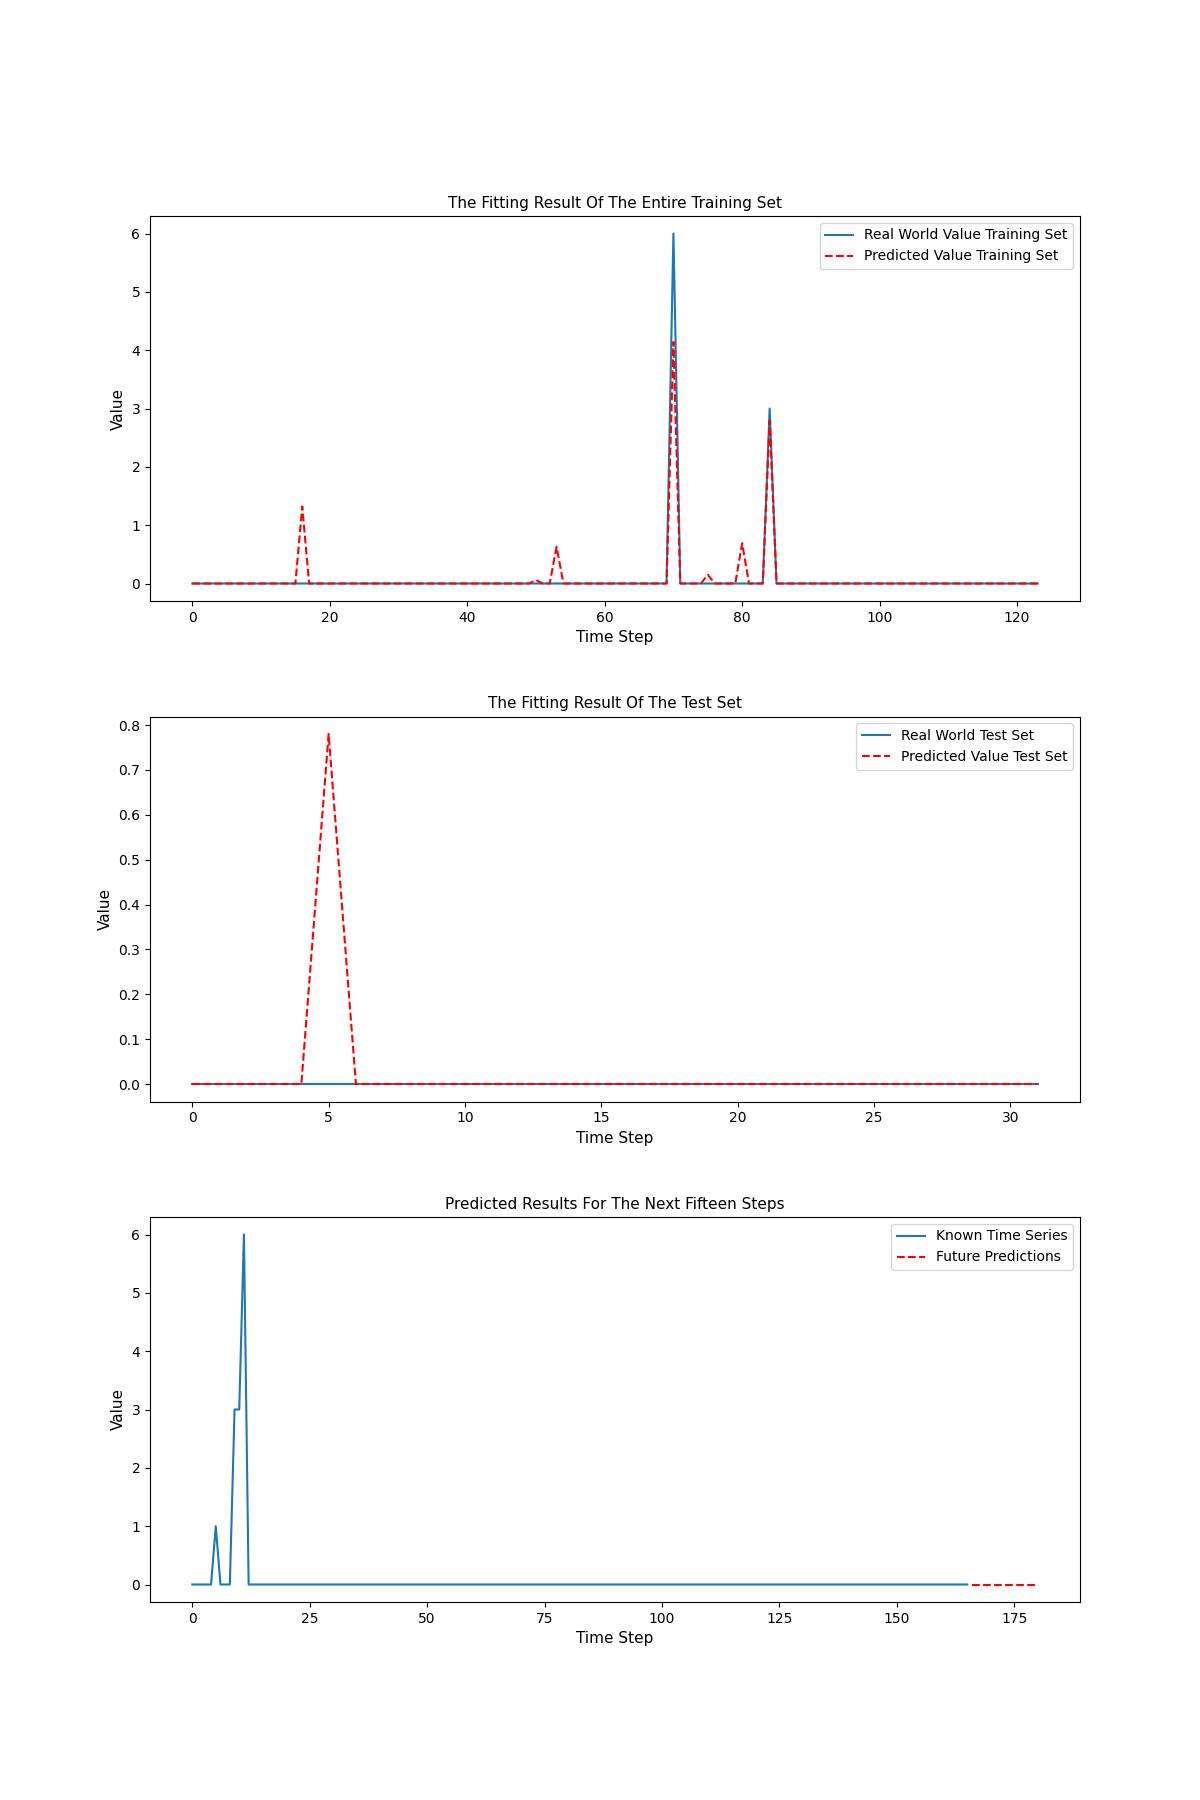 The Fitting Result Of The Entire Training Set
Real World Value Training Set
Predicted Value Training Set
6
5
4
3
2
1
0
Value
0 20 40 60 80 100 120
Time Step
The Fitting Result Of The Test Set
Real World Test Set
Predicted Value Test Set
0.8
0.7
0.6
0.5
0.4
0.3
0.2
0.1
0.0
Value
0 5 10 15 20 25 30
Time Step
Predicted Results For The Next Fifteen Steps
Known Time Series
Future Predictions
6
5
4
3
2
1
0
Value
0 25 50 75 100 125 150 175
Time Step